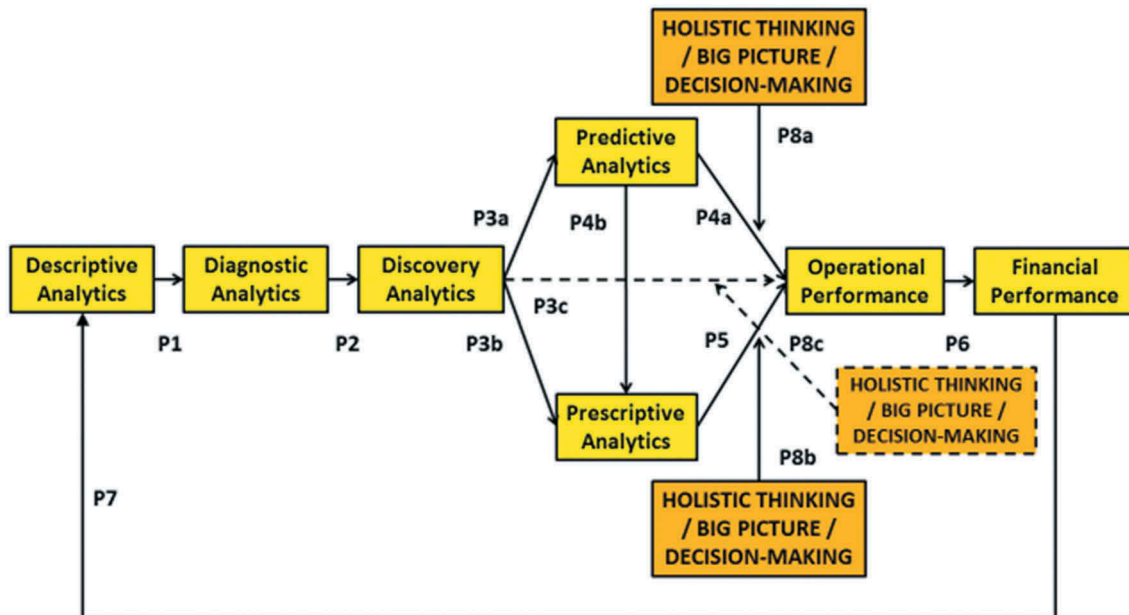 HOLISTIC THINKING
/ BIG PICTURE /
DECISION-MAKING
P8a
Predictive
Analytics
P3a
P4b
P4a
Descriptive
Analytics
Diagnostic
Analytics
Discovery
Analytics
Operational
Performance
Financial
Performance
P1
P2
P3b
P3c
P5
P8c
P6
HOLISTIC THINKING
/ BIG PICTURE /
DECISION-MAKING
Prescriptive
Analytics
P8b
P7
HOLISTIC THINKING
/ BIG PICTURE /
DECISION-MAKING